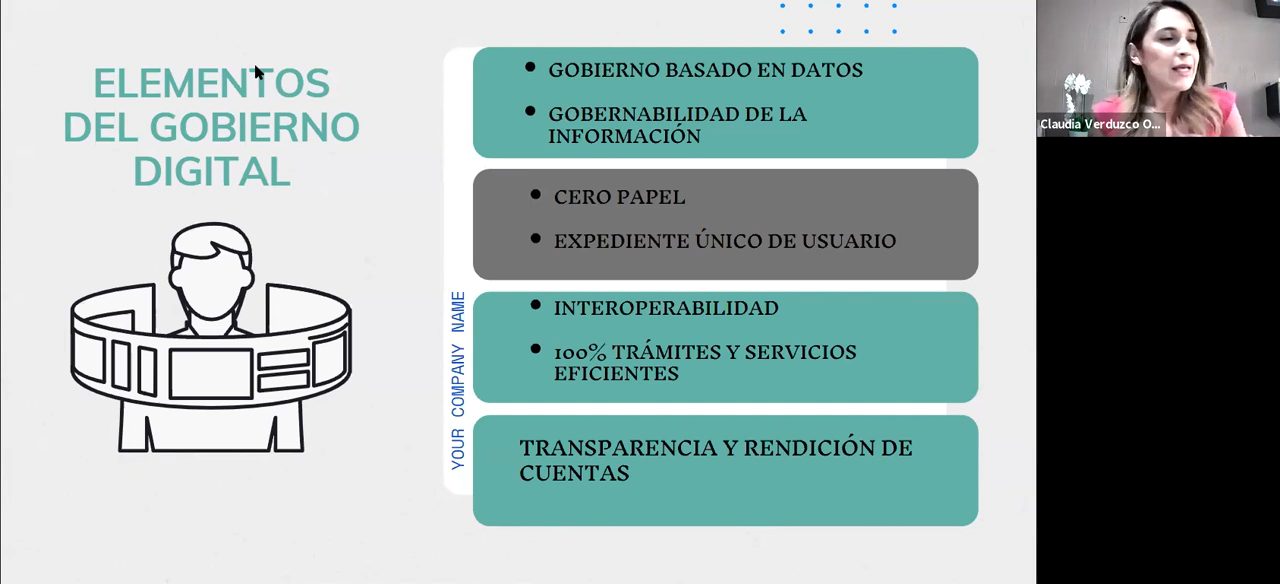 ELEMENTOS
DEL GOBIERNO
DIGITAL
• GOBIERNO BASADO EN DATOS
• GOBERNABILIDAD DE LA
INFORMACIÓN
• CERO PAPEL
• EXPEDIENTE ÚNICO DE USUARIO
• INTEROPERABILIDAD
• 100% TRÁMITES Y SERVICIOS
EFICIENTES
TRANSPARENCIA Y RENDICIÓN DE
CUENTAS
YOUR COMPANY NAME
Claudia Verduzco O...